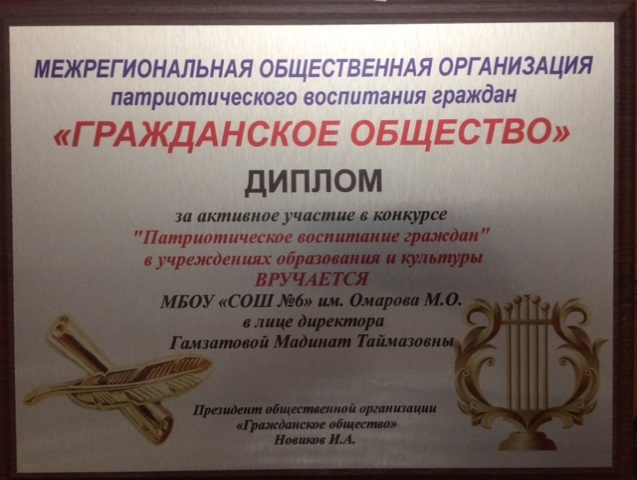 МЕЖРЕГИОНАЛЬНАЯ ОБЩЕСТВЕННАЯ ОРГАНИЗАЦИЯ
патриотического воспитания граждан
«ГРАЖДАНСКОЕ ОБЩЕСТВО»
ДИПЛОМ
за активное участие в конкурсе
"Патриотическое воспитание граждан"
в учреждениях образования и культуры
ВРУЧАЕТСЯ
МБОУ «СОШ №6» им. Омарова М.О.
в лице директора
Гамзатовой Мадинат Таймазовны
Президент общественной организации
«Гражданское общество»
Новиков И.А.